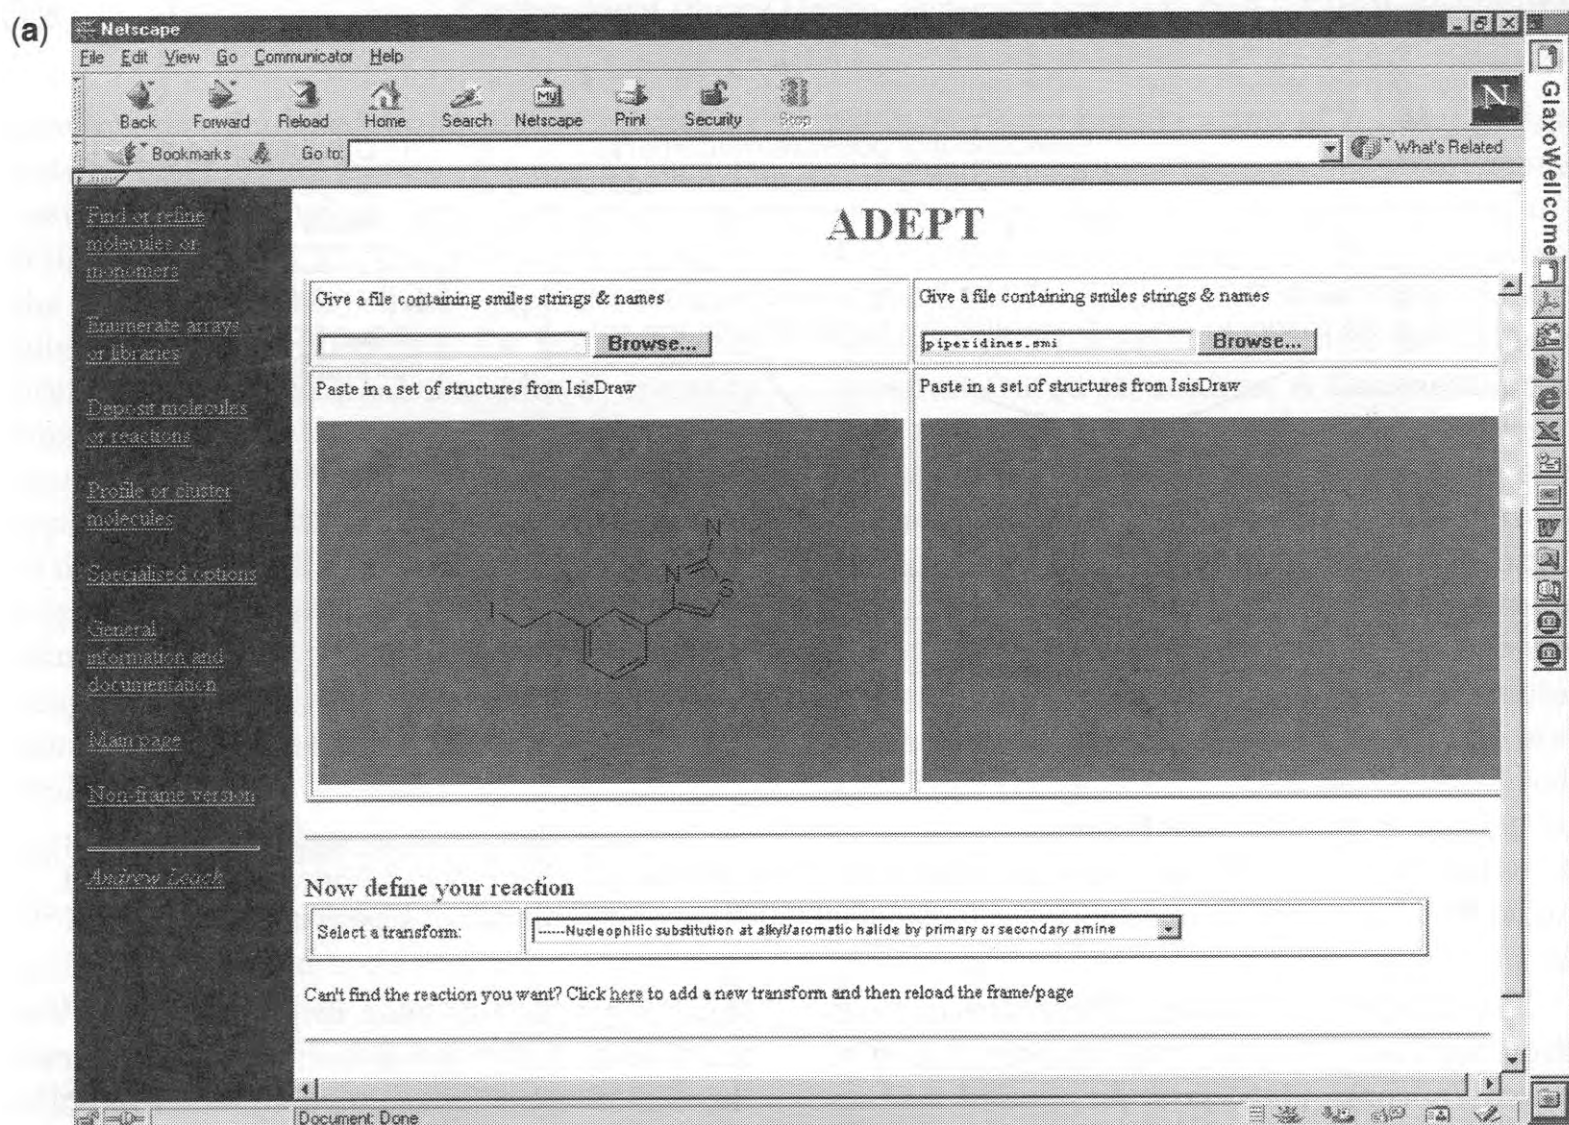 (a)
Netscape
File Edit View Go Communicator Help
Back Forward Reload Home Search Netscape Print Security Stop
Bookmarks Go to: What's Related
GlaxoWellcome
Find or refine
molecules or
monomers
Enumerate arrays
or libraries
Deposit molecules
or reactions
Profile or cluster
molecules
Specialised options
General
information and
documentation
Main page
Non-frame version
Andrew Leach
ADEPT
Give a file containing smiles strings & names
Browse...
Paste in a set of structures from IsisDraw
N
N
S
I
Give a file containing smiles strings & names
piperidines.smi Browse...
Paste in a set of structures from IsisDraw
Now define your reaction
Select a transform: ------Nucleophilic substitution at alkyl/aromatic halide by primary or secondary amine
Can't find the reaction you want? Click here to add a new transform and then reload the frame/page
Document: Done